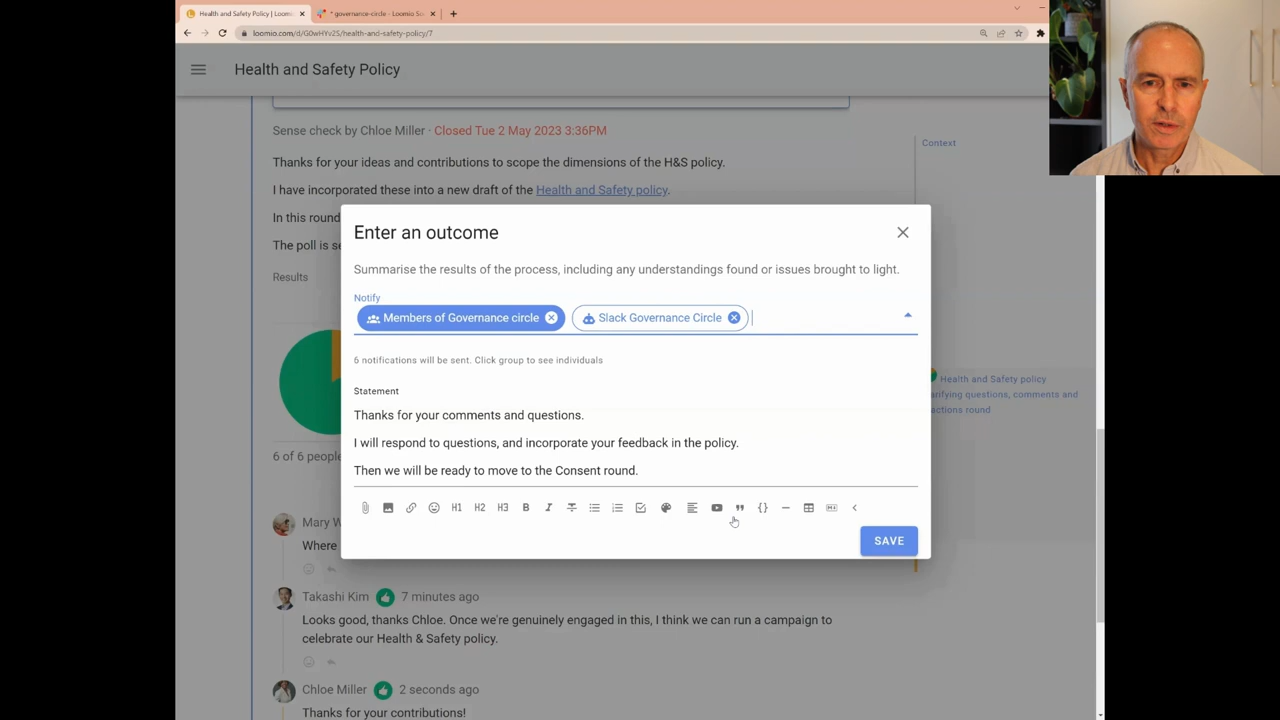 Health and Safety Policy | Loomi
* governance-circle - Loomio So
loomio.com/d/G0wHYv2S/health-and-safety-policy/7
Health and Safety Policy
Sense check by Chloe Miller · Closed Tue 2 May 2023 3:36PM
Context
Thanks for your ideas and contributions to scope the dimensions of the H&S policy.
I have incorporated these into a new draft of the Health and Safety policy.
In this round
The poll is se
Results
Enter an outcome
Summarise the results of the process, including any understandings found or issues brought to light.
Notify
Members of Governance circle
Slack Governance Circle
6 notifications will be sent. Click group to see individuals
Statement
Thanks for your comments and questions.
I will respond to questions, and incorporate your feedback in the policy.
Then we will be ready to move to the Consent round.
H1 H2 H3 B I
SAVE
Health and Safety policy
arifying questions, comments and
actions round
6 of 6 people
Mary W
Where
Takashi Kim 7 minutes ago
Looks good, thanks Chloe. Once we're genuinely engaged in this, I think we can run a campaign to
celebrate our Health & Safety policy.
Chloe Miller 2 seconds ago
Thanks for your contributions!